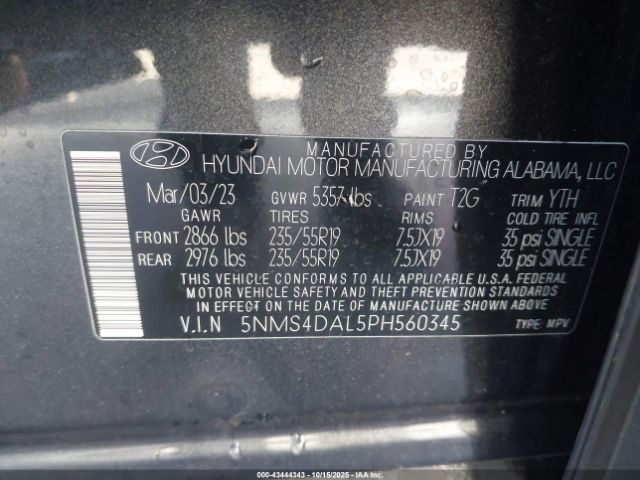 MANUFACTURED BY
HYUNDAI MOTOR MANUFACTURING ALABAMA, LLC
Mar/03/23 GVWR 5357 lbs PAINT T2G TRIM YTH
GAWR TIRES RIMS COLD TIRE INFL
FRONT 2866 lbs 235/55R19 7.5JX19 35 psi SINGLE
REAR 2976 lbs 235/55R19 7.5JX19 35 psi SINGLE
THIS VEHICLE CONFORMS TO ALL APPLICABLE U.S.A. FEDERAL
MOTOR VEHICLE SAFETY AND THEFT PREVENTION STANDARDS
IN EFFECT ON THE DATE OF MANUFACTURE SHOWN ABOVE
V.I.N 5NMS4DAL5PH560345 TYPE: MPV
000-43444343 | 10/15/2025 | Copyright © IAA, LLC